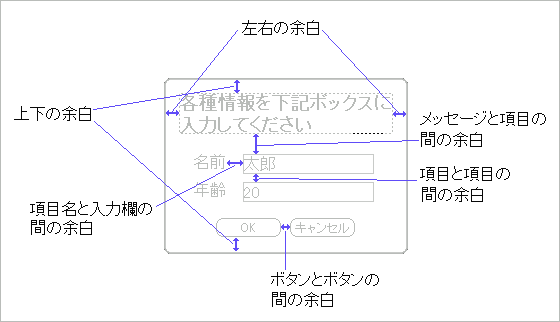 左右の余白
上下の余白
各種情報を下記ボックスに
入力してください
メッセージと項目の
間の余白
名前
太郎
項目と項目の
間の余白
年齢
20
項目名と入力欄の
間の余白
OK
キャンセル
ボタンとボタンの
間の余白